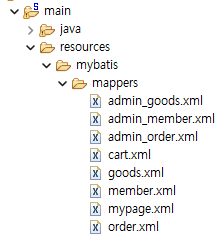 main
java
resources
mybatis
mappers
admin_goods.xml
admin_member.xml
admin_order.xml
cart.xml
goods.xml
member.xml
mypage.xml
order.xml